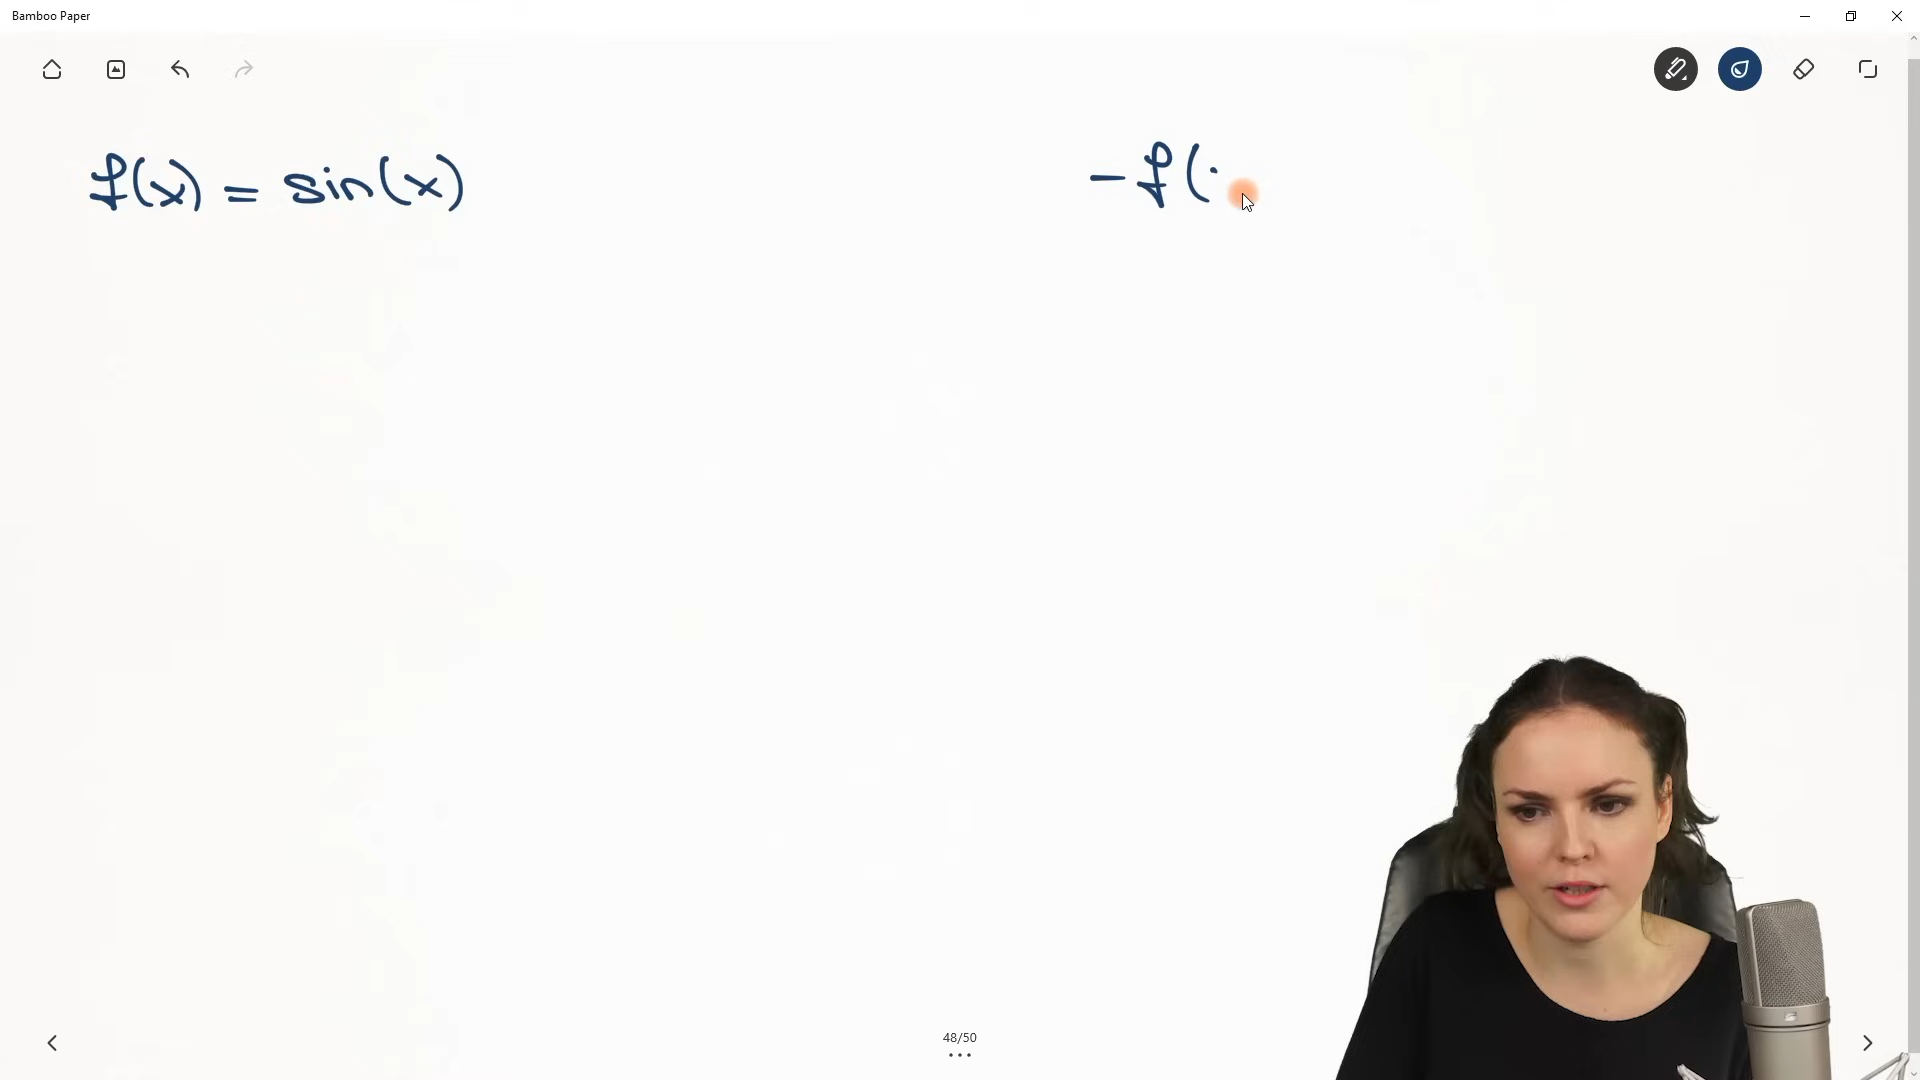 Bamboo Paper
f(x) = sin(x)
-f(
48/50